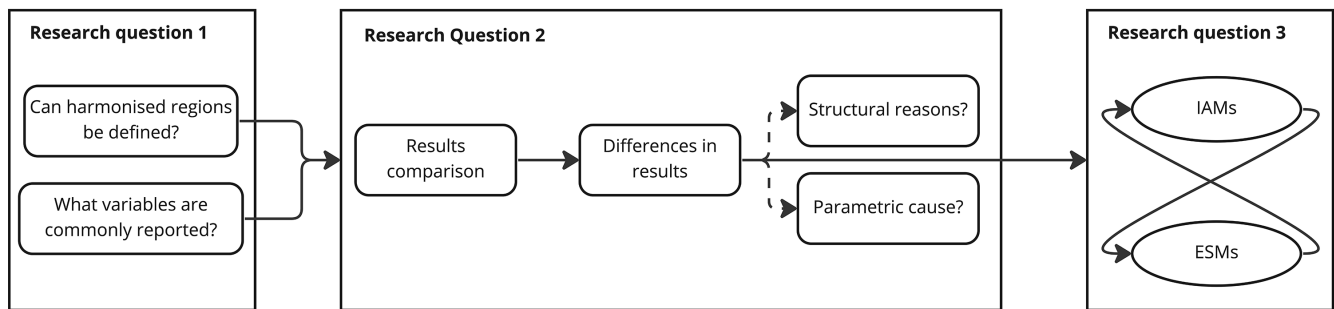 Research question 1
Can harmonised regions
be defined?
What variables are
commonly reported?
Research Question 2
Results
comparison
Differences in
results
Structural reasons?
Parametric cause?
Research question 3
IAMs
ESMs